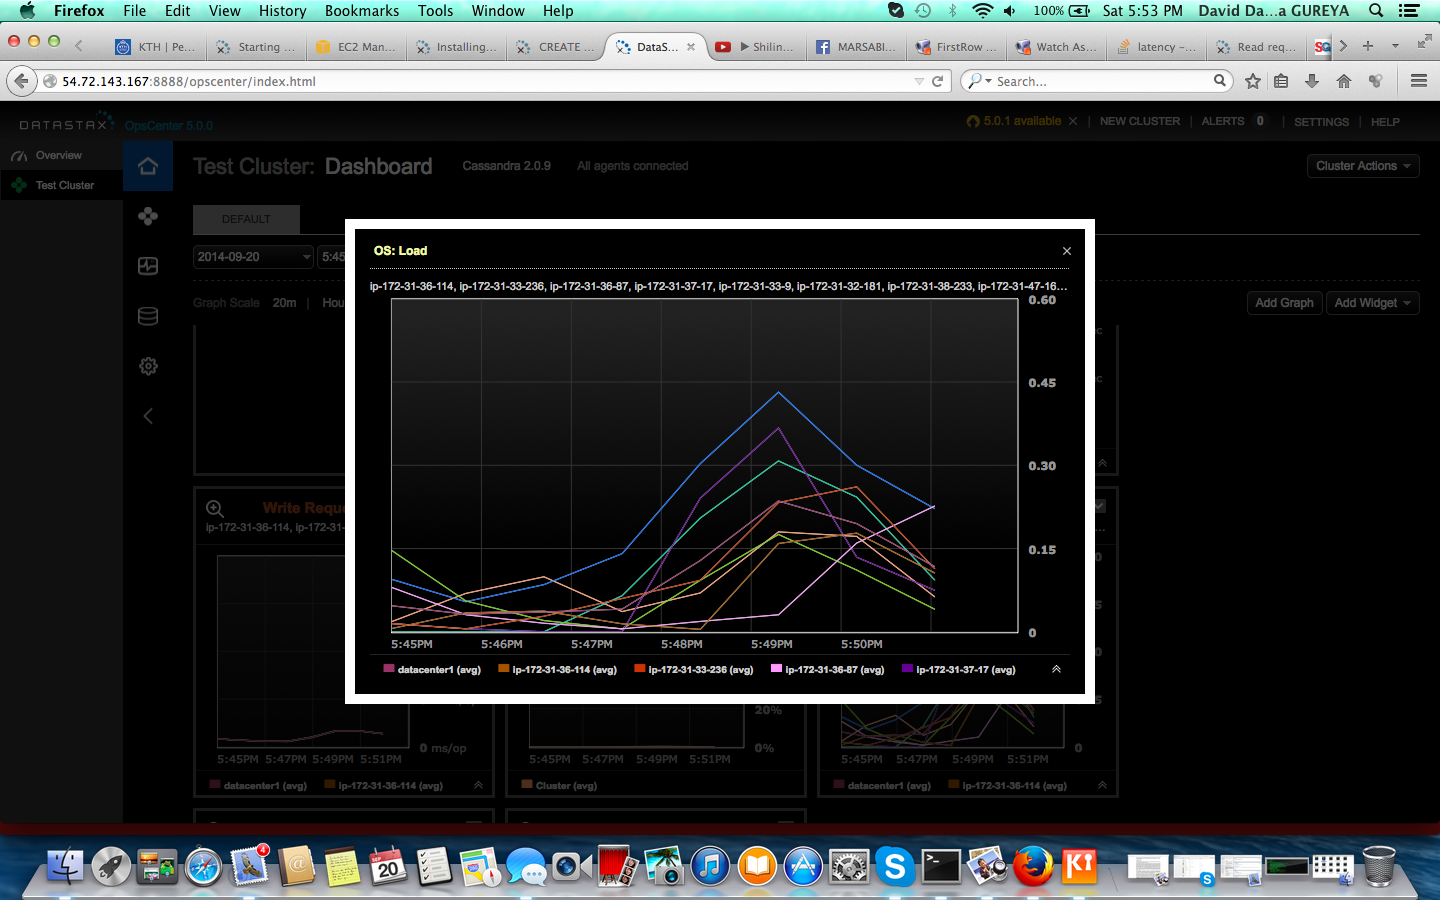 Firefox File Edit View History Bookmarks Tools Window Help 100% Sat 5:53 PM David Da...a GUREYA
KTH | Pe... Starting ... EC2 Man... Installing... CREATE ... DataS... Shilin... MARSABI... FirstRow ... Watch As... latency -... Read req... SQ
54.72.143.167:8888/opscenter/index.html Search...
DATASTAX OpsCenter 5.0.0 5.0.1 available NEW CLUSTER | ALERTS 0 | SETTINGS | HELP
Overview
Test Cluster
Test Cluster: Dashboard Cassandra 2.0.9 All agents connected Cluster Actions
DEFAULT
2014-09-20 5:45
Graph Scale 20m | Hou
Add Graph Add Widget
OS: Load
ip-172-31-36-114, ip-172-31-33-236, ip-172-31-36-87, ip-172-31-37-17, ip-172-31-33-9, ip-172-31-32-181, ip-172-31-38-233, ip-172-31-47-16...
0.60
0.45
0.30
0.15
0
5:45PM 5:46PM 5:47PM 5:48PM 5:49PM 5:50PM
datacenter1 (avg) ip-172-31-36-114 (avg) ip-172-31-33-236 (avg) ip-172-31-36-87 (avg) ip-172-31-37-17 (avg)
Write Reque
ip-172-31-36-114, ip-172-31-
20%
0 ms/op 0% 0
5:45PM 5:47PM 5:49PM 5:51PM 5:45PM 5:47PM 5:49PM 5:51PM 5:45PM 5:47PM 5:49PM 5:51PM
datacenter1 (avg) ip-172-31-36-114 (avg) Cluster (avg) datacenter1 (avg) ip-172-31-36-114 (avg)
4
SEP
20